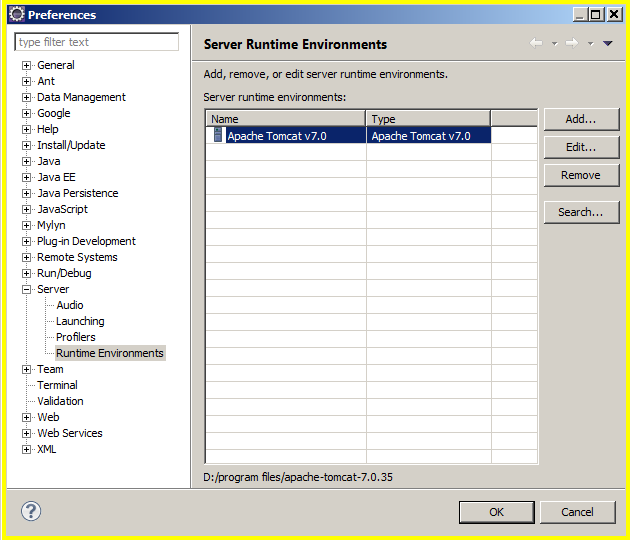 Preferences
type filter text
General
Ant
Data Management
Google
Help
Install/Update
Java
Java EE
Java Persistence
JavaScript
Mylyn
Plug-in Development
Remote Systems
Run/Debug
Server
Audio
Launching
Profilers
Runtime Environments
Team
Terminal
Validation
Web
Web Services
XML
Server Runtime Environments
Add, remove, or edit server runtime environments.
Server runtime environments:
Name Type
Apache Tomcat v7.0 Apache Tomcat v7.0
Add...
Edit...
Remove
Search...
D:/program files/apache-tomcat-7.0.35
?
OK Cancel